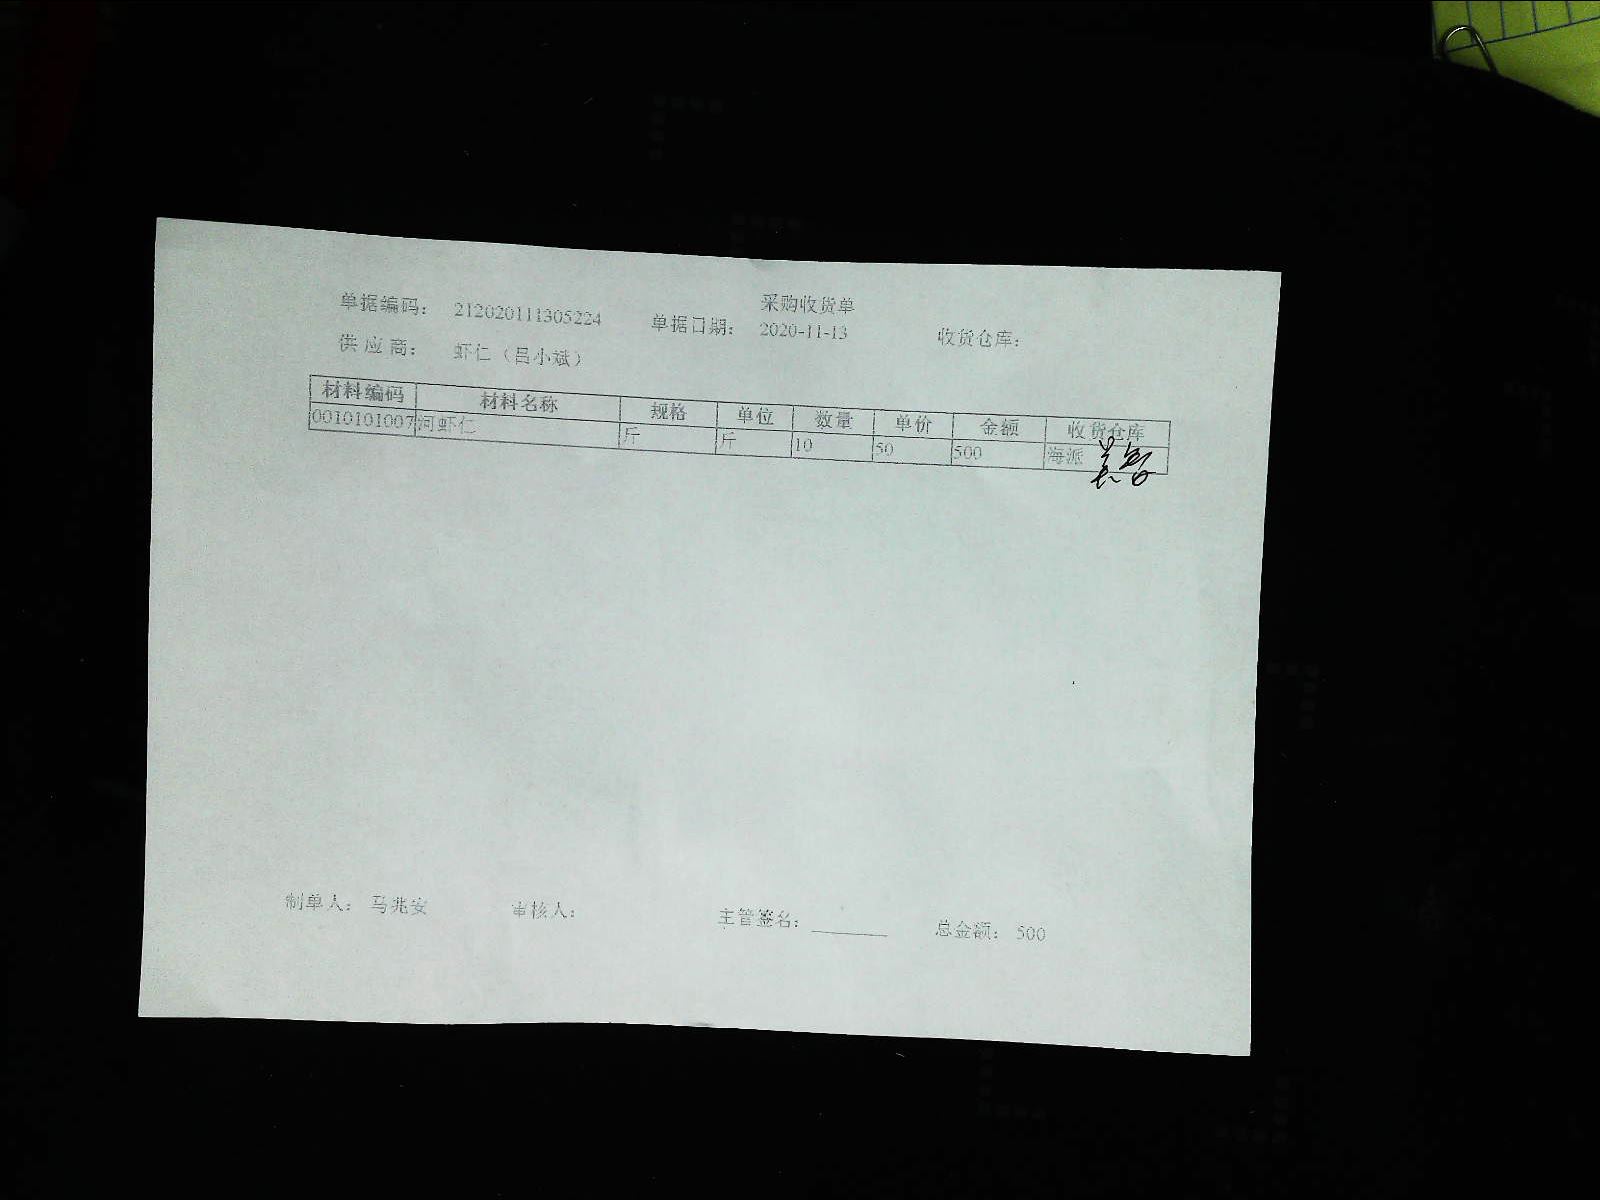 采购收货单
单据编码： 212020111305224 单据日期： 2020-11-13 收货仓库：
供应商： 虾仁（吕小斌）
材料编码 材料名称 规格 单位 数量 单价 金额 收货仓库
0010101007 河虾仁 斤 斤 10 50 500 海派
制单人： 马兆安 审核人： 主管签名： 总金额： 500